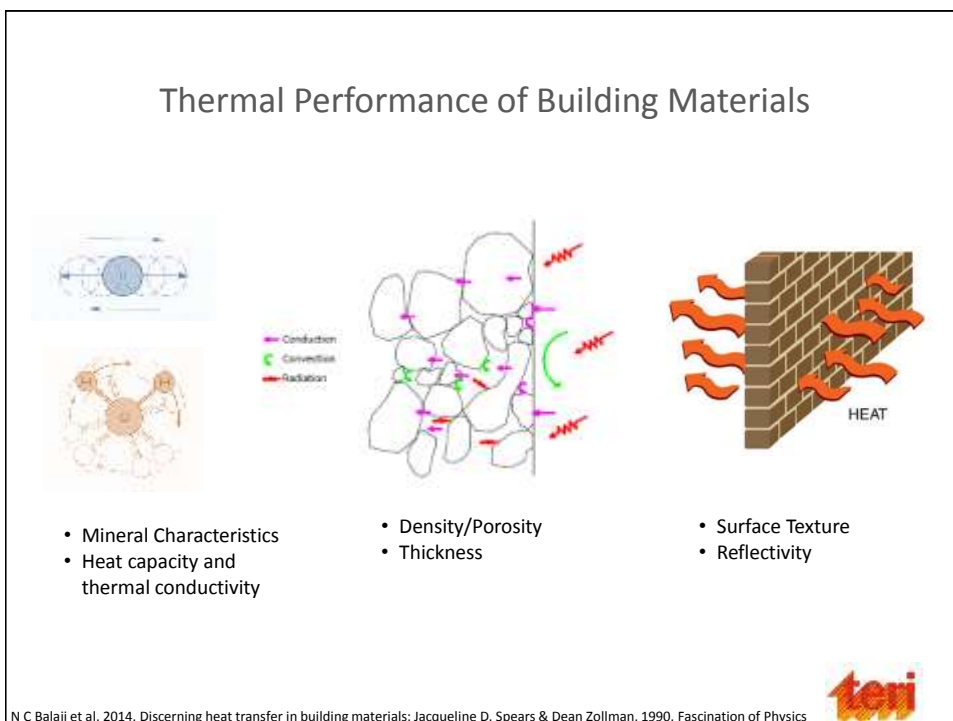 Thermal Performance of Building Materials
Conduction
Convection
Radiation
H
H
HEAT
• Mineral Characteristics
• Heat capacity and
thermal conductivity
• Density/Porosity
• Thickness
• Surface Texture
• Reflectivity
teri
N C Balaji et al. 2014. Discerning heat transfer in building materials; Jacqueline D. Spears & Dean Zollman. 1990. Fascination of Physics